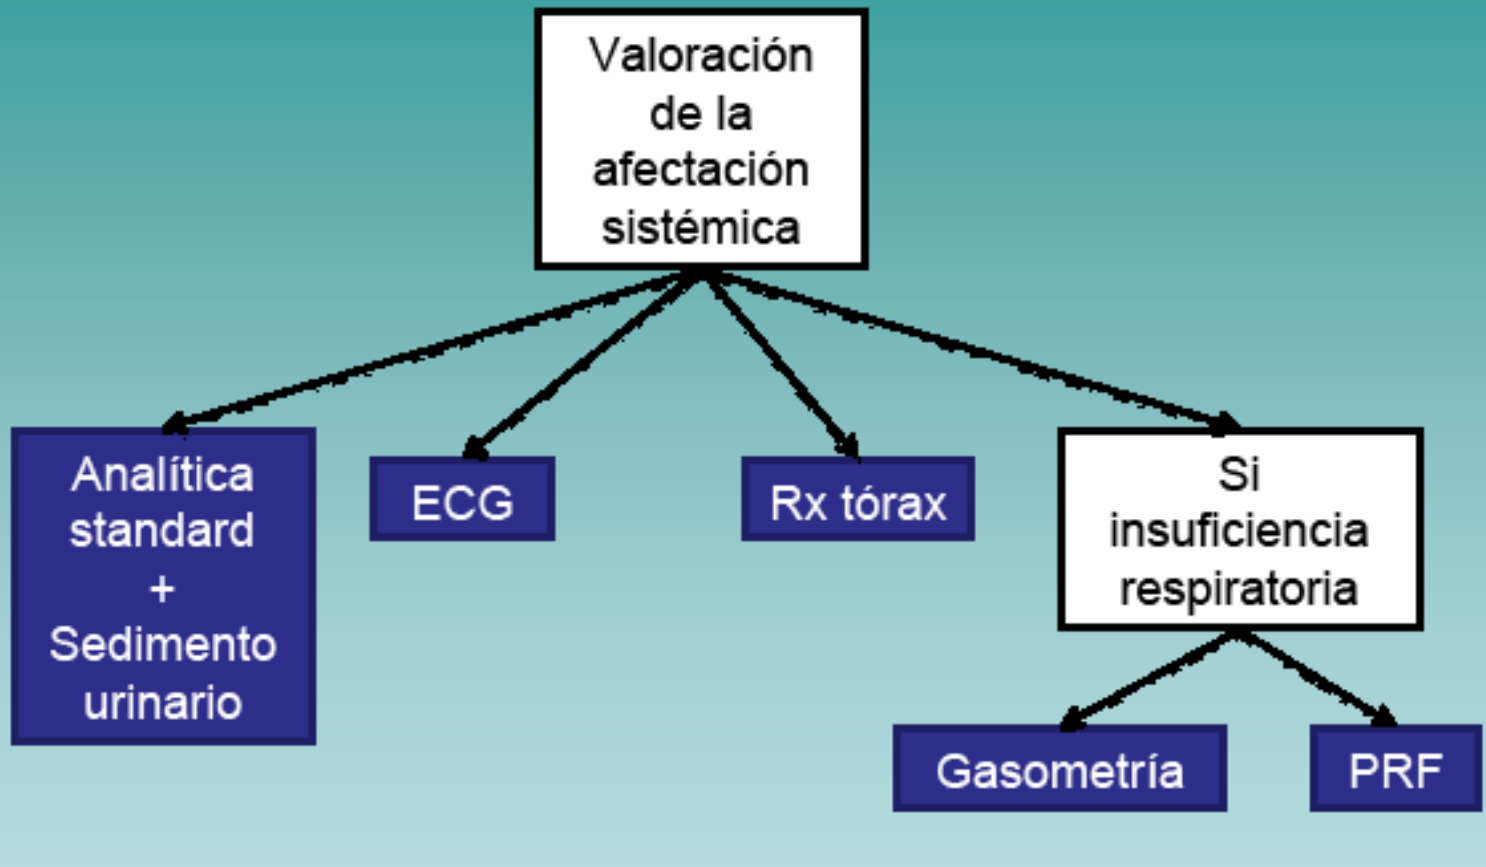 Valoración
de la
afectación
sistémica
Analítica
standard
+
Sedimento
urinario
ECG
Rx tórax
Si
insuficiencia
respiratoria
Gasometría
PRF